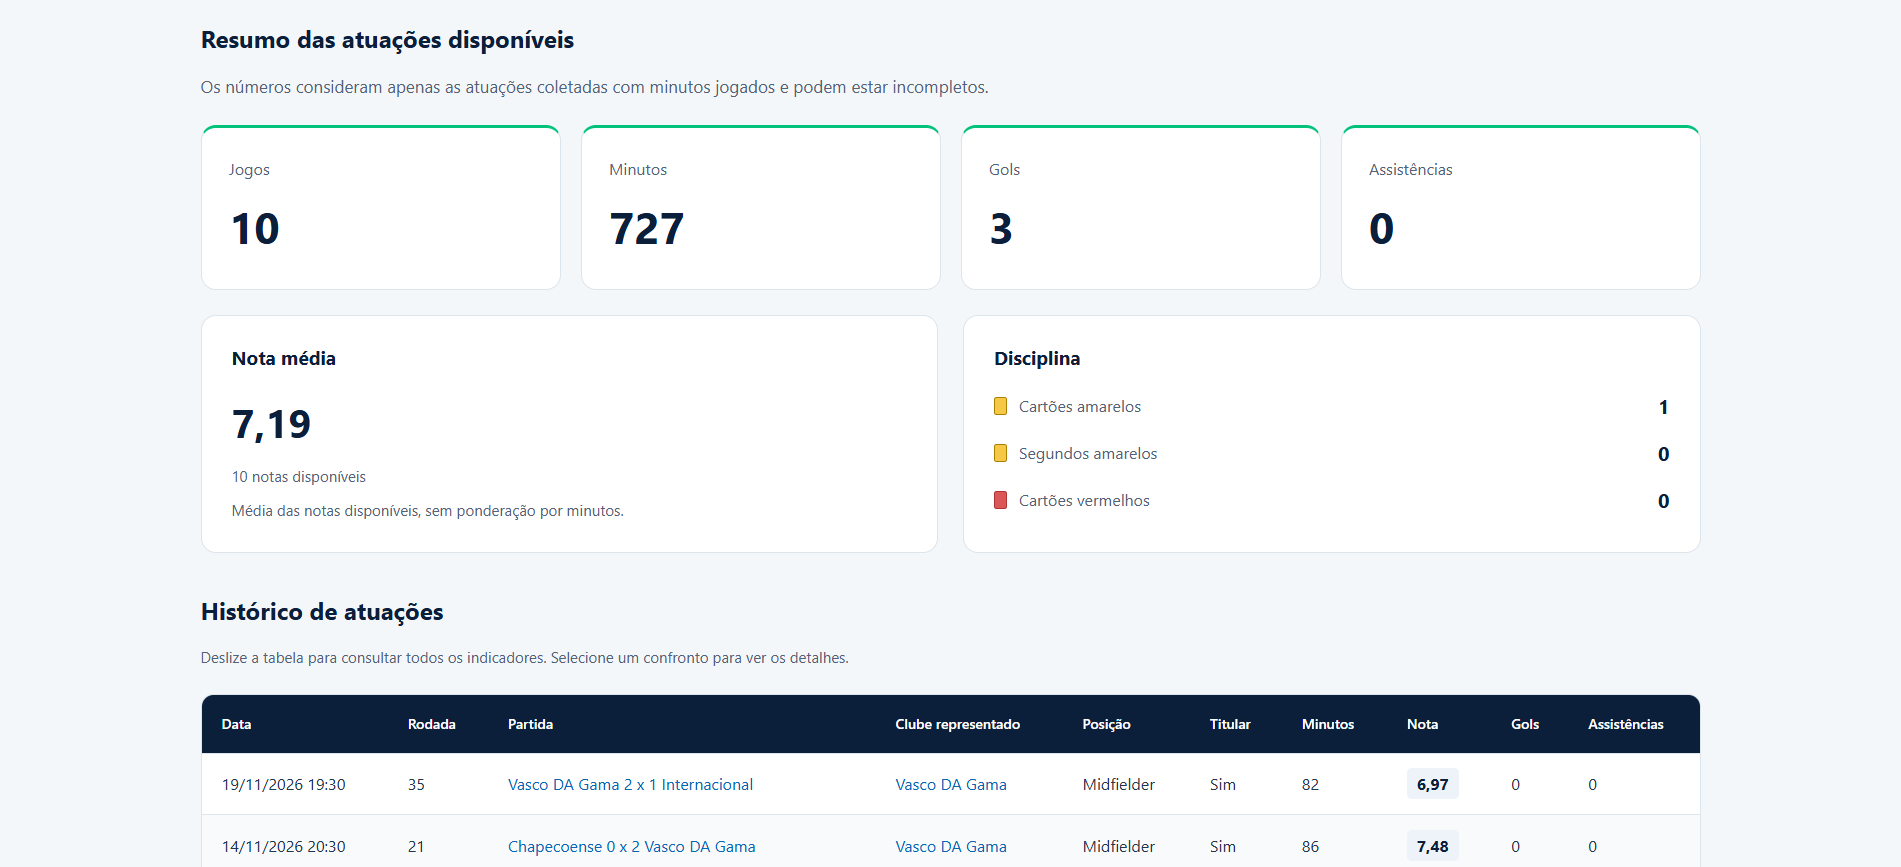 Resumo das atuações disponíveis
Os números consideram apenas as atuações coletadas com minutos jogados e podem estar incompletos.
Jogos Minutos Gols Assistências
10 727 3 0
Nota média
7,19
10 notas disponíveis
Média das notas disponíveis, sem ponderação por minutos.
Disciplina
Cartões amarelos 1
Segundos amarelos 0
Cartões vermelhos 0
Histórico de atuações
Deslize a tabela para consultar todos os indicadores. Selecione um confronto para ver os detalhes.
Data Rodada Partida Clube representado Posição Titular Minutos Nota Gols Assistências
19/11/2026 19:30 35 Vasco DA Gama 2 x 1 Internacional Vasco DA Gama Midfielder Sim 82 6,97 0 0
14/11/2026 20:30 21 Chapecoense 0 x 2 Vasco DA Gama Vasco DA Gama Midfielder Sim 86 7,48 0 0